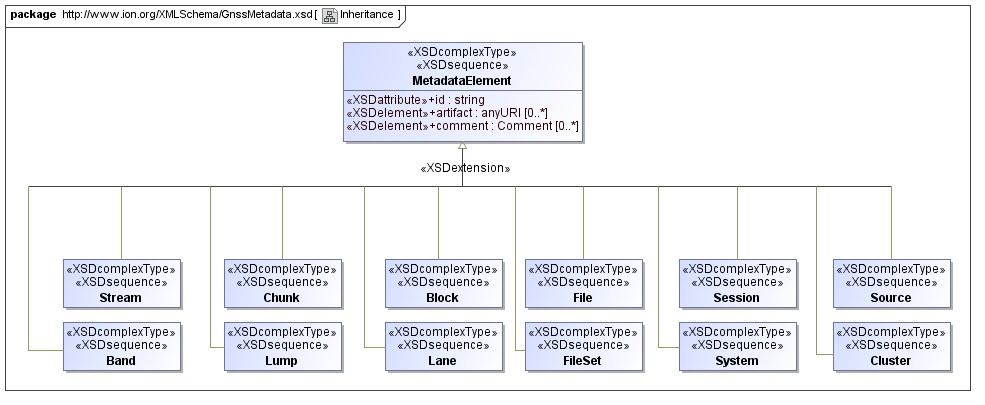 package http://www.ion.org/XMLSchema/GnssMetadata.xsd[ Inheritance ]
«XSDcomplexType»
«XSDsequence»
MetadataElement
«XSDattribute»+id : string
«XSDelement»+artifact : anyURI [0..*]
«XSDelement»+comment : Comment [0..*]
«XSDextension»
«XSDcomplexType» «XSDcomplexType» «XSDcomplexType» «XSDcomplexType» «XSDcomplexType» «XSDcomplexType»
«XSDsequence» «XSDsequence» «XSDsequence» «XSDsequence» «XSDsequence» «XSDsequence»
Stream Chunk Block File Session Source
«XSDcomplexType» «XSDcomplexType» «XSDcomplexType» «XSDcomplexType» «XSDcomplexType» «XSDcomplexType»
«XSDsequence» «XSDsequence» «XSDsequence» «XSDsequence» «XSDsequence» «XSDsequence»
Band Lump Lane FileSet System Cluster